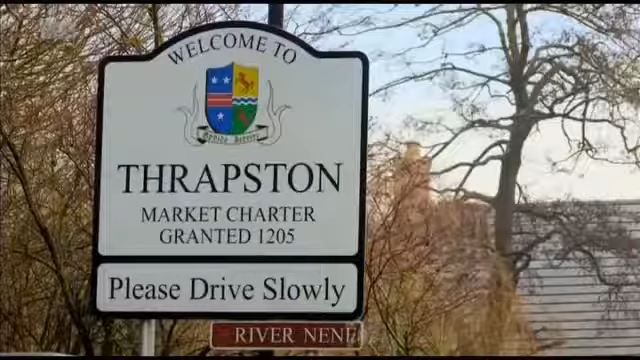 WELCOME TO
THRAPSTON
MARKET CHARTER
GRANTED 1205
Please Drive Slowly
RIVER NENE